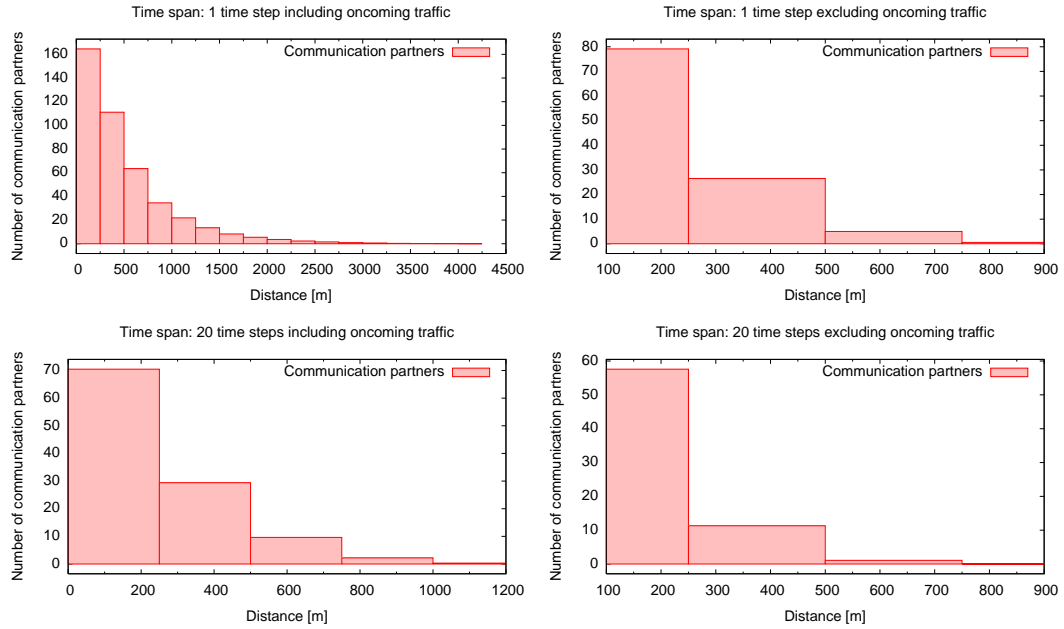 Time span: 1 time step including oncoming traffic
Number of communication partners
160
140
120
100
80
60
40
20
0
Communication partners
0 500 1000 1500 2000 2500 3000 3500 4000 4500
Distance [m]
Time span: 1 time step excluding oncoming traffic
Number of communication partners
80
70
60
50
40
30
20
10
0
Communication partners
100 200 300 400 500 600 700 800 900
Distance [m]
Time span: 20 time steps including oncoming traffic
Number of communication partners
70
60
50
40
30
20
10
0
Communication partners
0 200 400 600 800 1000 1200
Distance [m]
Time span: 20 time steps excluding oncoming traffic
Number of communication partners
60
50
40
30
20
10
0
Communication partners
100 200 300 400 500 600 700 800 900
Distance [m]